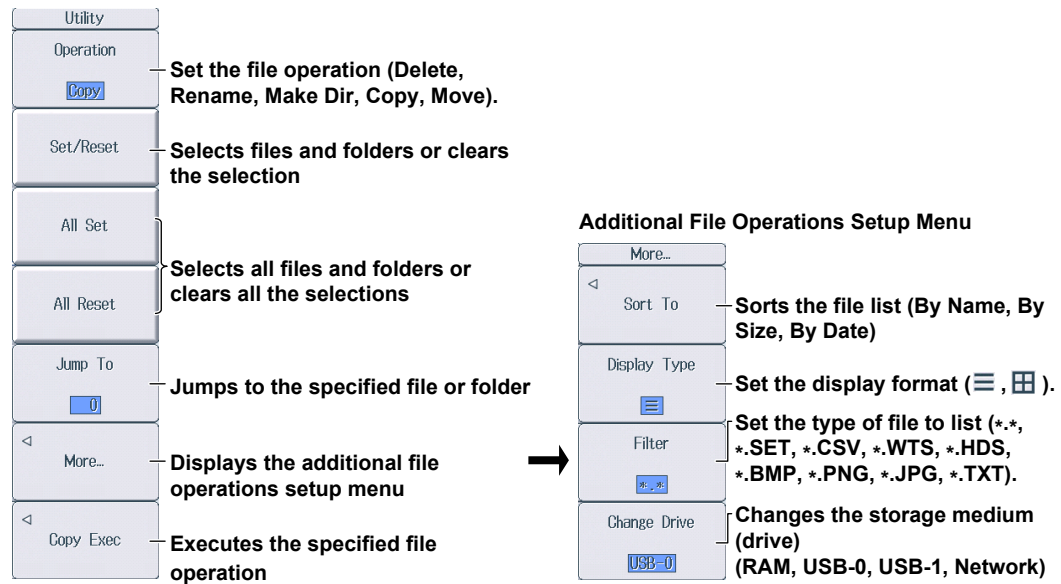 Utility
Operation
Copy
Set the file operation (Delete,
Rename, Make Dir, Copy, Move).
Set/Reset
Selects files and folders or clears
the selection
All Set
All Reset
Selects all files and folders or
clears all the selections
Jump To
0
Jumps to the specified file or folder
More...
Displays the additional file
operations setup menu
Copy Exec
Executes the specified file
operation
Additional File Operations Setup Menu
More...
Sort To
Sorts the file list (By Name, By
Size, By Date)
Display Type
Set the display format ( , ).
Filter
*.*
Set the type of file to list (*.*,
*.SET, *.CSV, *.WTS, *.HDS,
*.BMP, *.PNG, *.JPG, *.TXT).
Change Drive
USB-0
Changes the storage medium
(drive)
(RAM, USB-0, USB-1, Network)